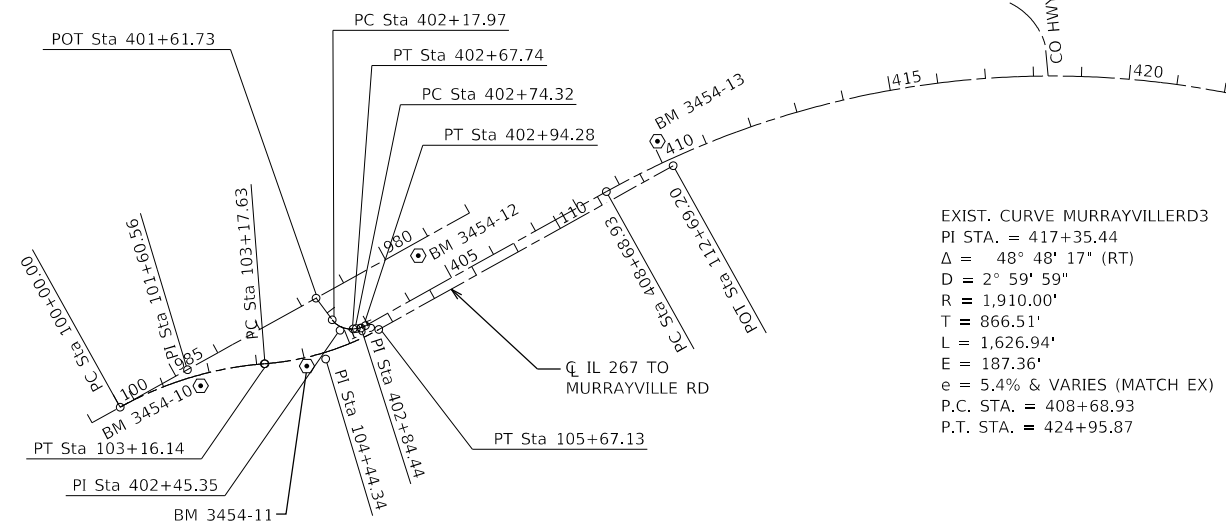 PC Sta 402+17.97
POT Sta 401+61.73
PT Sta 402+67.74
PC Sta 402+74.32
PT Sta 402+94.28
BM 3454-13
410
415
420
CO HWY
PC Sta 100+00.00
PI Sta 101+60.56
PC Sta 103+17.63
980
BM 3454-12
405
110
POT Sta 112+69.20
PC Sta 408+68.93
100
985
BM 3454-10
℄ IL 267 TO
MURRAYVILLE RD
PT Sta 103+16.14
PI Sta 402+45.35
BM 3454-11
PI Sta 104+44.34
PI Sta 402+84.44
PT Sta 105+67.13
EXIST. CURVE MURRAYVILLERD3
PI STA. = 417+35.44
Δ = 48° 48' 17" (RT)
D = 2° 59' 59"
R = 1,910.00'
T = 866.51'
L = 1,626.94'
E = 187.36'
e = 5.4% & VARIES (MATCH EX)
P.C. STA. = 408+68.93
P.T. STA. = 424+95.87